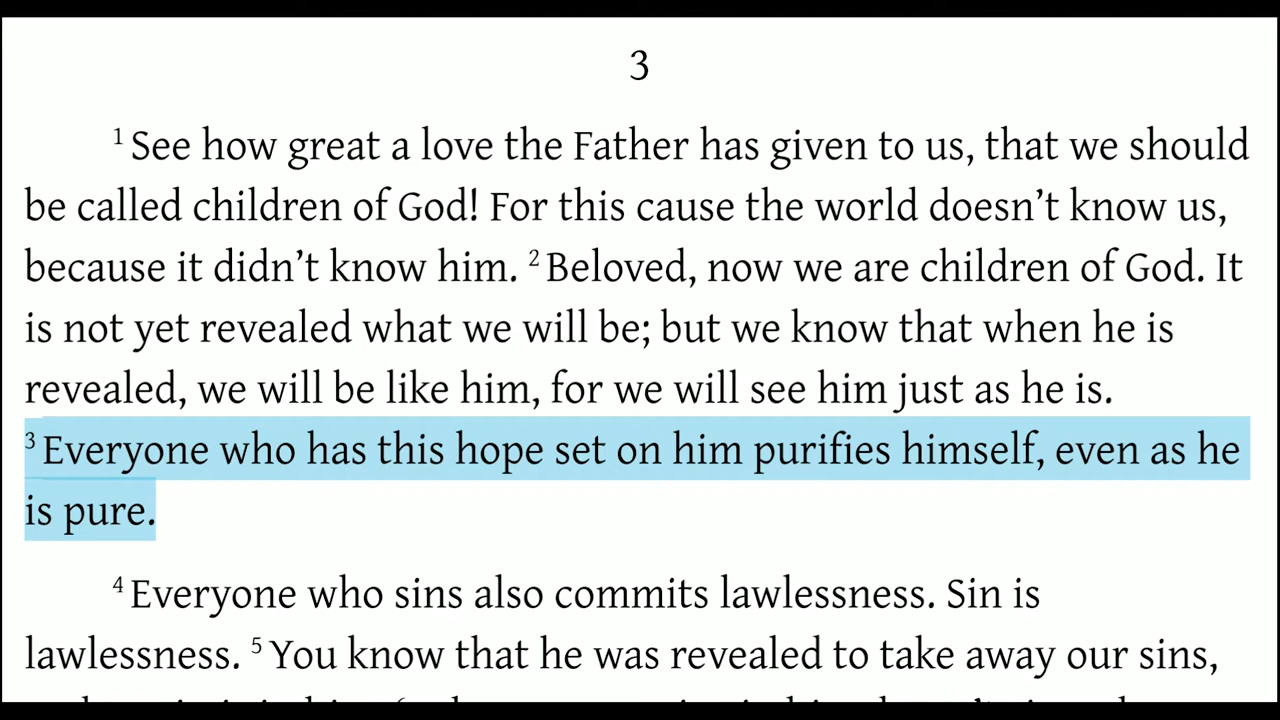 3
1 See how great a love the Father has given to us, that we should
be called children of God! For this cause the world doesn’t know us,
because it didn’t know him. 2 Beloved, now we are children of God. It
is not yet revealed what we will be; but we know that when he is
revealed, we will be like him, for we will see him just as he is.
3 Everyone who has this hope set on him purifies himself, even as he
is pure.
4 Everyone who sins also commits lawlessness. Sin is
lawlessness. 5 You know that he was revealed to take away our sins,